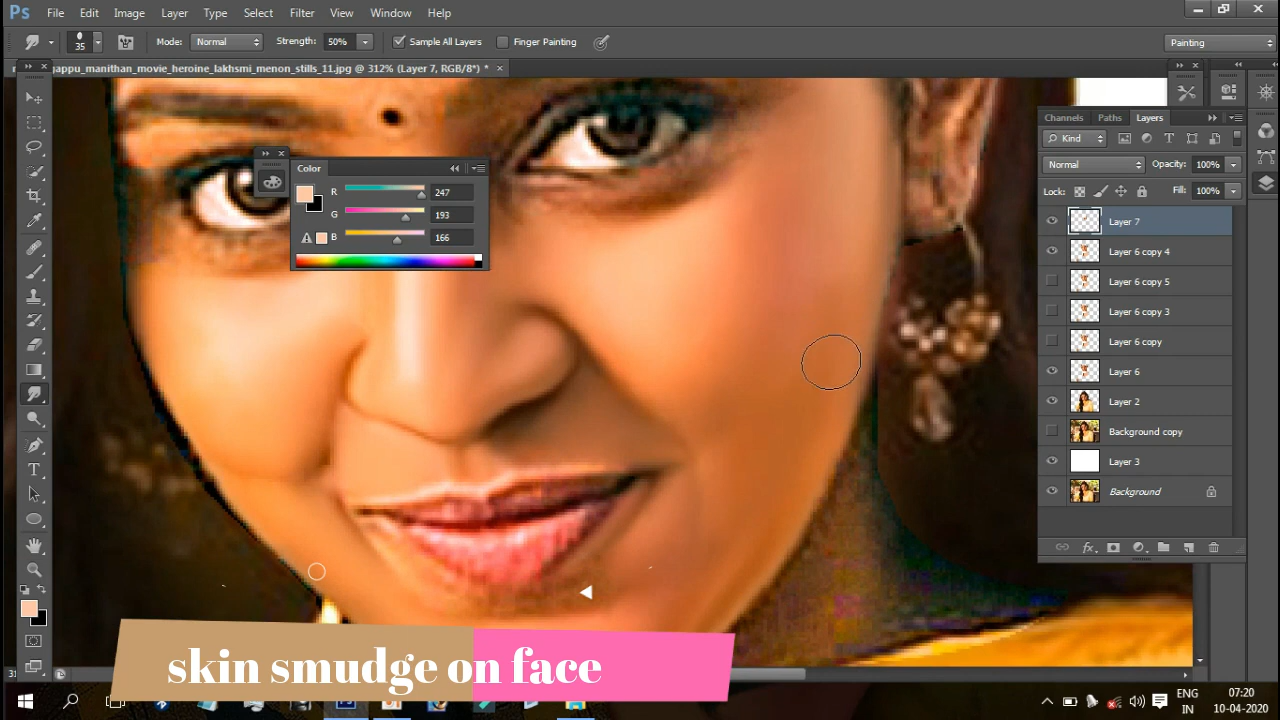 Ps File Edit Image Layer Type Select Filter View Window Help
35 Mode: Normal Strength: 50% Sample All Layers Finger Painting Painting
gappu_manithan_movie_heroine_lakhsmi_menon_stills_11.jpg @ 312% (Layer 7, RGB/8*) *
Channels Paths Layers
Kind
Normal Opacity: 100%
Lock: Fill: 100%
Color
R 247
G 193
B 166
Layer 7
Layer 6 copy 4
Layer 6 copy 5
Layer 6 copy 3
Layer 6 copy
Layer 6
Layer 2
Background copy
Layer 3
Background
fx
T
skin smudge on face
ENG
IN
07:20
10-04-2020